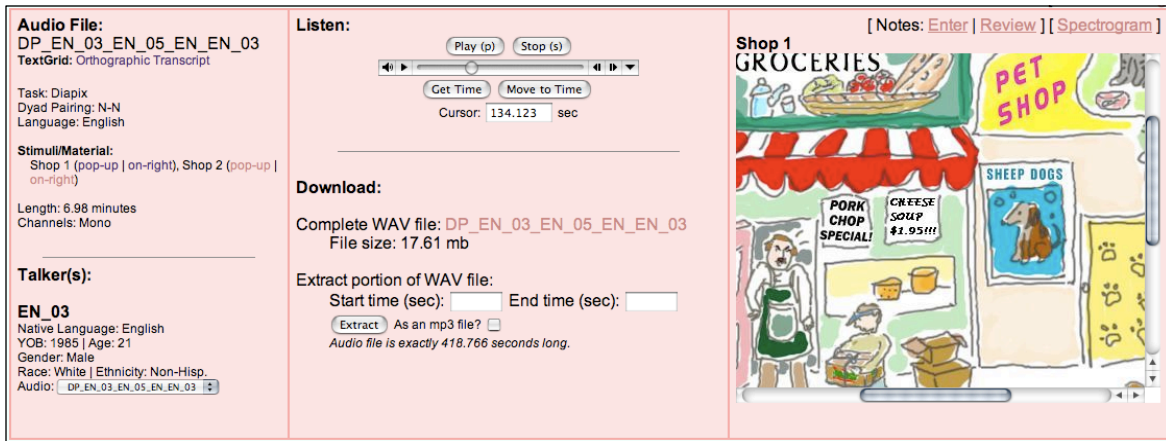 Audio File:
DP_EN_03_EN_05_EN_EN_03
TextGrid: Orthographic Transcript
Task: Diapix
Dyad Pairing: N-N
Language: English
Stimuli/Material:
Shop 1 (pop-up | on-right), Shop 2 (pop-up |
on-right)
Length: 6.98 minutes
Channels: Mono
Talker(s):
EN_03
Native Language: English
YOB: 1985 | Age: 21
Gender: Male
Race: White | Ethnicity: Non-Hisp.
Audio: DP_EN_03_EN_05_EN_EN_03
Listen:
Play (p) Stop (s)
Get Time Move to Time
Cursor: 134.123 sec
Download:
Complete WAV file: DP_EN_03_EN_05_EN_EN_03
File size: 17.61 mb
Extract portion of WAV file:
Start time (sec): End time (sec):
Extract As an mp3 file?
Audio file is exactly 418.766 seconds long.
[ Notes: Enter | Review ] [ Spectrogram ]
Shop 1
GROCERIES
PET
SHOP
SHEEP DOGS
PORK
CHOP
SPECIAL!
CHEESE
SOUP
$1.95!!!